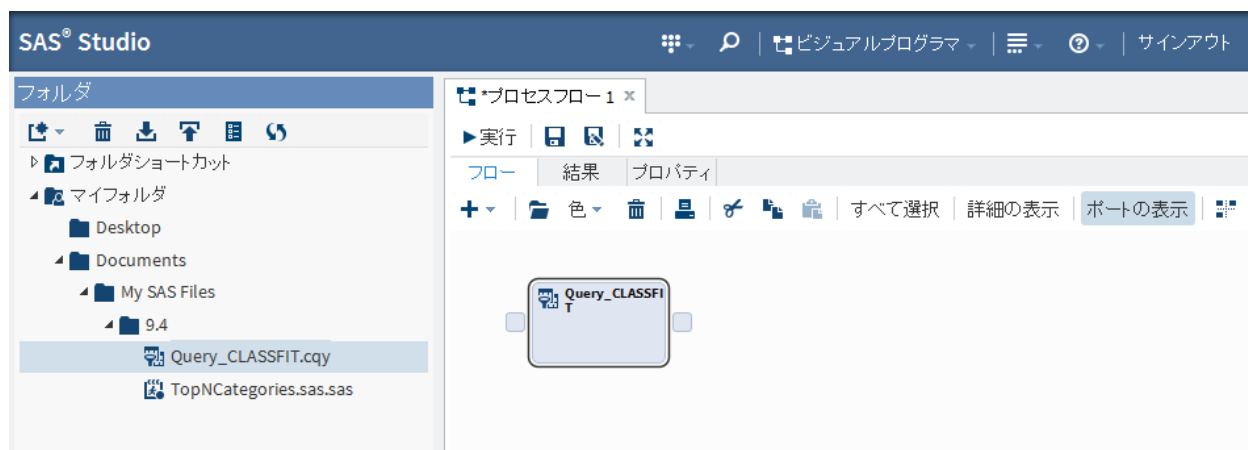 SAS® Studio
ビジュアルプログラマ
サインアウト
フォルダ
フォルダショートカット
マイフォルダ
Desktop
Documents
My SAS Files
9.4
Query_CLASSFIT.cqy
TopNCategories.sas.sas
*プロセスフロー 1
実行
フロー 結果 プロパティ
色 すべて選択 詳細の表示 ポートの表示
Query_CLASSFI
T